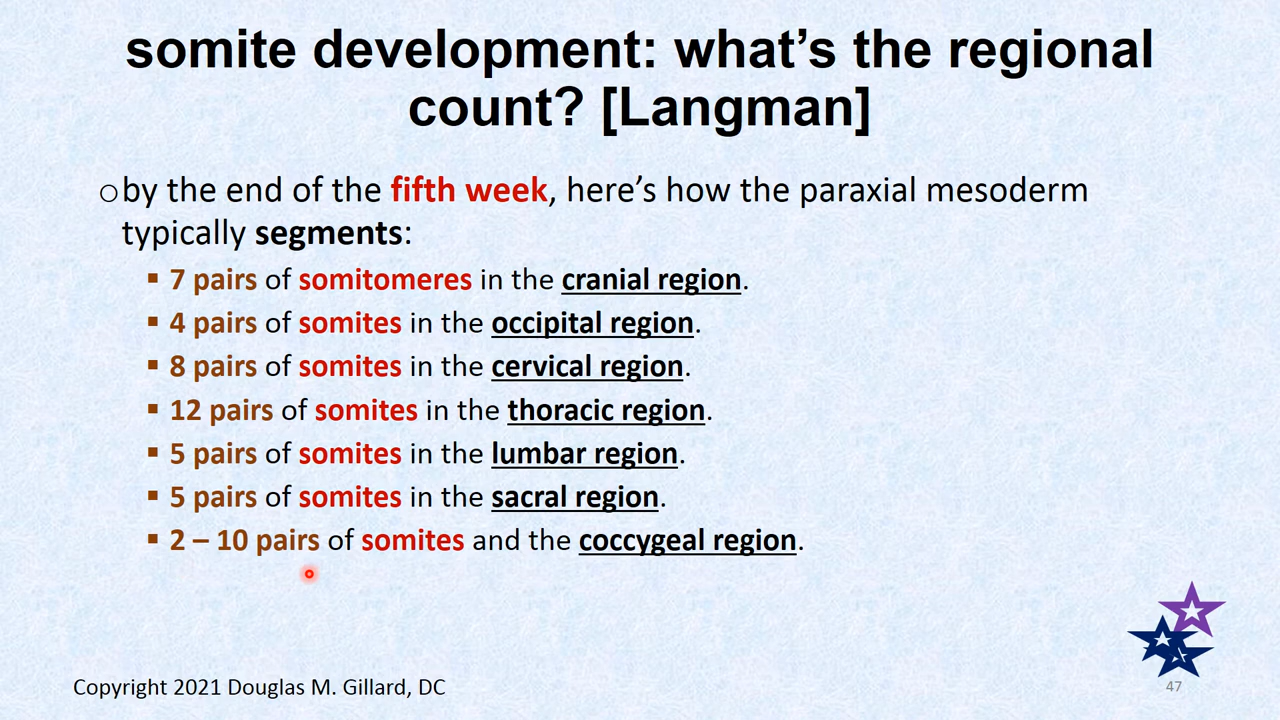 somite development: what’s the regional
count? [Langman]
by the end of the fifth week, here’s how the paraxial mesoderm
typically segments:
7 pairs of somitomeres in the cranial region.
4 pairs of somites in the occipital region.
8 pairs of somites in the cervical region.
12 pairs of somites in the thoracic region.
5 pairs of somites in the lumbar region.
5 pairs of somites in the sacral region.
2 – 10 pairs of somites and the coccygeal region.
Copyright 2021 Douglas M. Gillard, DC
47